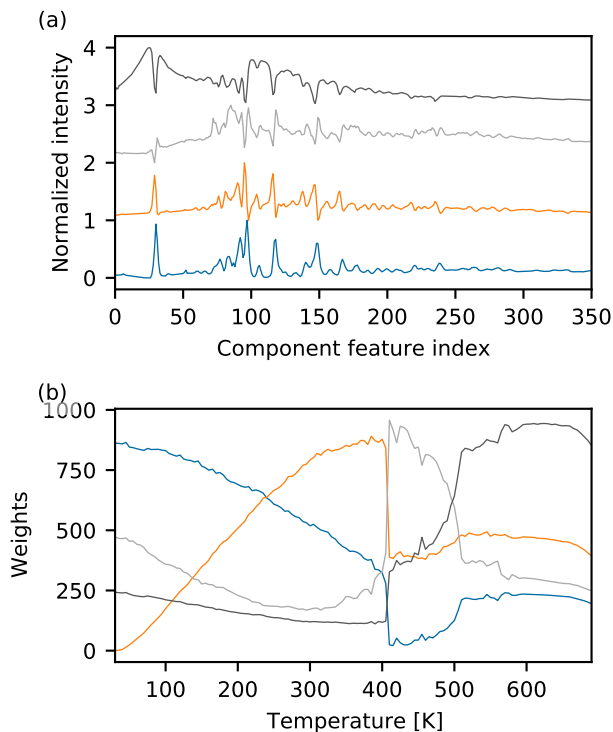 (a)
Normalized intensity
4
3
2
1
0
0 50 100 150 200 250 300 350
Component feature index
(b)
Weights
1000
750
500
250
0
100 200 300 400 500 600
Temperature [K]